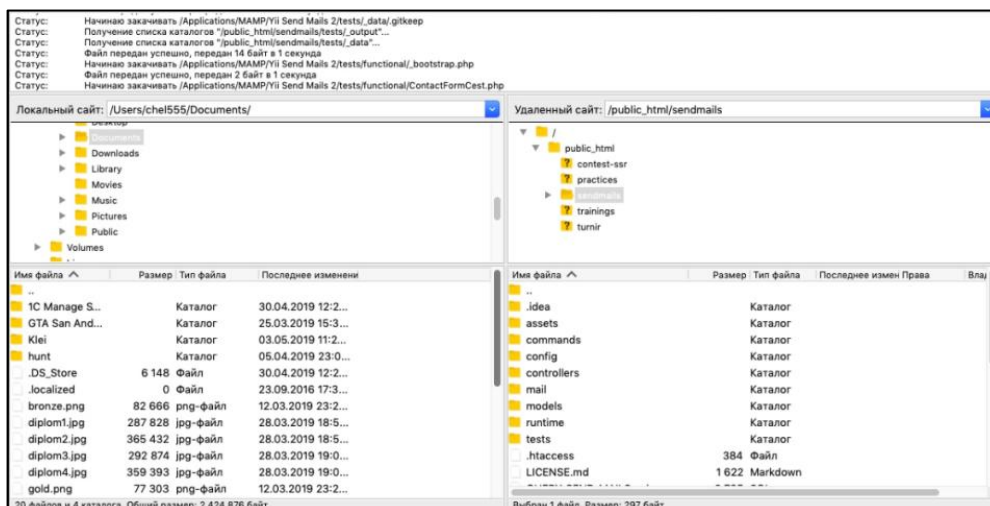 Статус: Начинаю закачивать /Applications/MAMP/Yii Send Mails 2/tests/_data/.gitkeep
Статус: Получение списка каталогов "/public_html/sendmails/tests/_output"...
Статус: Получение списка каталогов "/public_html/sendmails/tests/_data"...
Статус: Файл передан успешно, передан 14 байт в 1 секунда
Статус: Начинаю закачивать /Applications/MAMP/Yii Send Mails 2/tests/functional/_bootstrap.php
Статус: Файл передан успешно, передан 2 байт в 1 секунда
Статус: Начинаю закачивать /Applications/MAMP/Yii Send Mails 2/tests/functional/ContactFormCest.php
Локальный сайт: /Users/chel555/Documents/
Desktop
Documents
Downloads
Library
Movies
Music
Pictures
Public
Volumes
Имя файла Размер Тип файла Последнее изменени
..
1C Manage S... Каталог 30.04.2019 12:2...
GTA San And... Каталог 25.03.2019 15:3...
Klei Каталог 03.05.2019 11:2...
hunt Каталог 05.04.2019 23:0...
.DS_Store 6 148 Файл 30.04.2019 12:2...
.localized 0 Файл 23.09.2016 17:3...
bronze.png 82 666 png-файл 12.03.2019 23:2...
diplom1.jpg 287 828 jpg-файл 28.03.2019 18:5...
diplom2.jpg 365 432 jpg-файл 28.03.2019 18:5...
diplom3.jpg 292 874 jpg-файл 28.03.2019 19:0...
diplom4.jpg 359 393 jpg-файл 28.03.2019 19:0...
gold.png 77 303 png-файл 12.03.2019 23:2...
20 файлов и 4 каталога. Общий размер: 2 424 876 байт
Удаленный сайт: /public_html/sendmails
/
public_html
contest-ssr
practices
sendmails
trainings
turnir
Имя файла Размер Тип файла Последнее измен Права Влад
..
.idea Каталог
assets Каталог
commands Каталог
config Каталог
controllers Каталог
mail Каталог
models Каталог
runtime Каталог
tests Каталог
.htaccess 384 Файл
LICENSE.md 1 622 Markdown
Выбран 1 файл. Размер: 297 байт